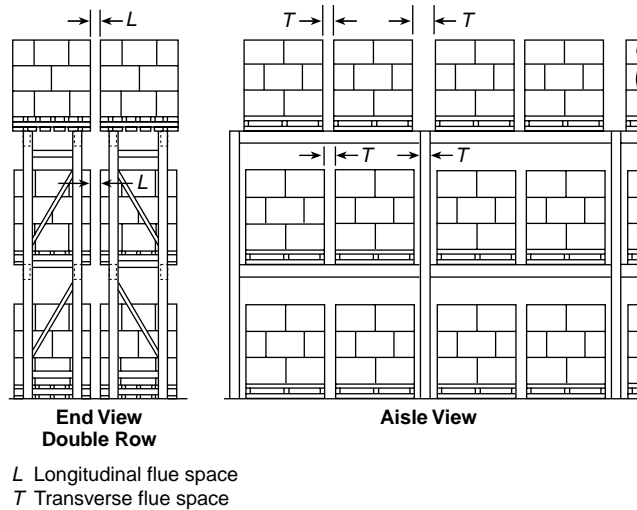 L
T
T
L
T
T
End View
Double Row
Aisle View
L Longitudinal flue space
T Transverse flue space